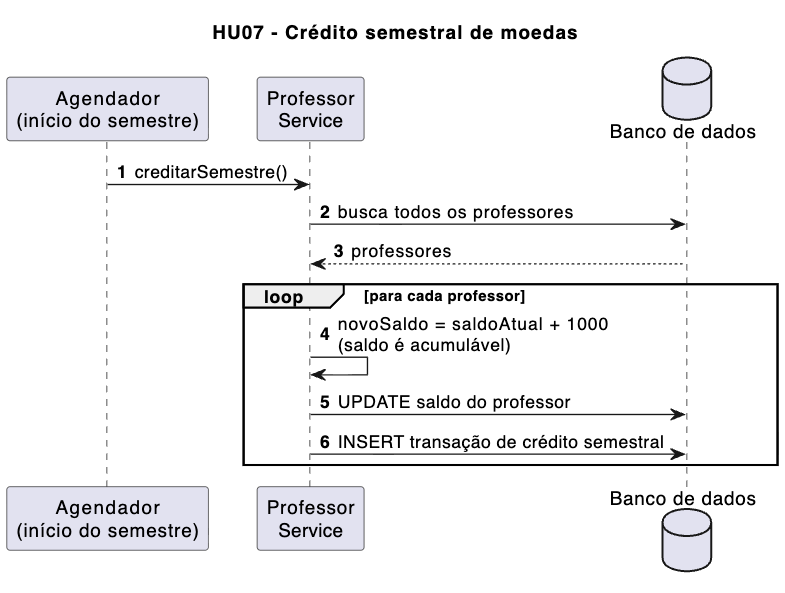 HU07 - Crédito semestral de moedas
Agendador
(início do semestre)
Professor
Service
Banco de dados
1 creditarSemestre()
2 busca todos os professores
3 professores
loop [para cada professor]
4 novoSaldo = saldoAtual + 1000
(saldo é acumulável)
5 UPDATE saldo do professor
6 INSERT transação de crédito semestral
Agendador
(início do semestre)
Professor
Service
Banco de dados